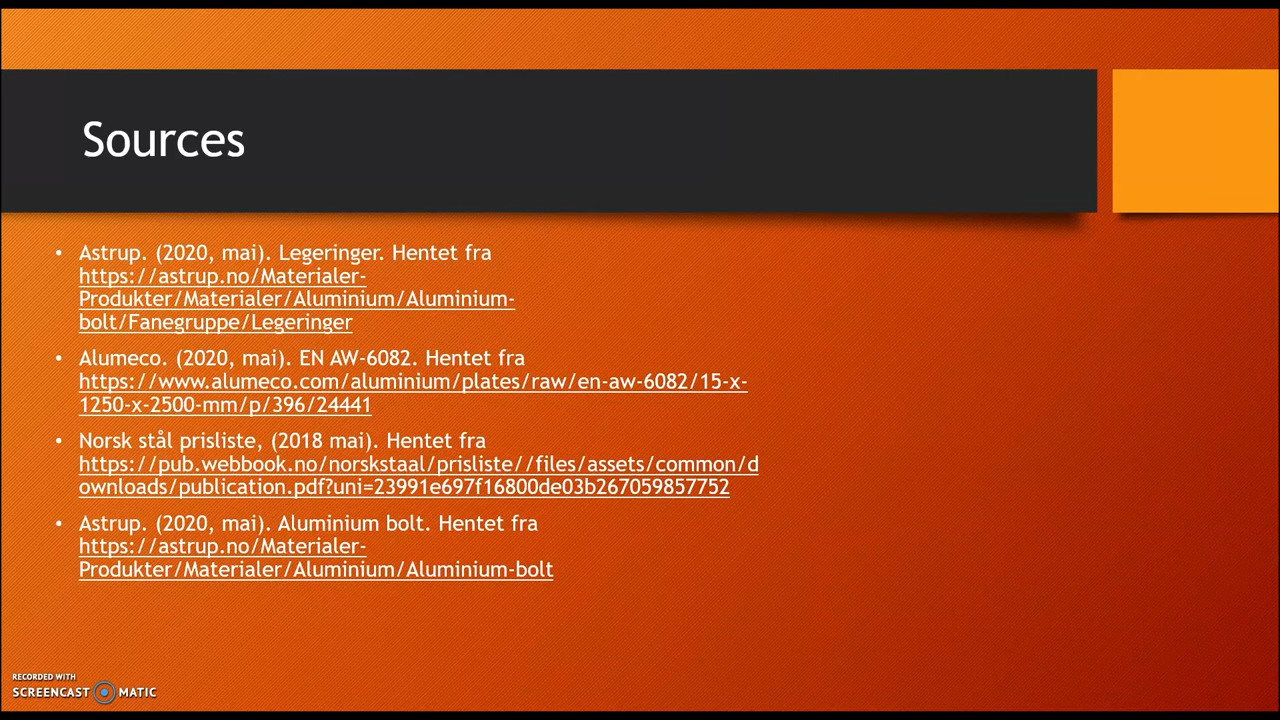 Sources
• Astrup. (2020, mai). Legeringer. Hentet fra
https://astrup.no/Materialer-
Produkter/Materialer/Aluminium/Aluminium-
bolt/Fanegruppe/Legeringer
• Alumeco. (2020, mai). EN AW-6082. Hentet fra
https://www.alumeco.com/aluminium/plates/raw/en-aw-6082/15-x-
1250-x-2500-mm/p/396/24441
• Norsk stål prisliste, (2018 mai). Hentet fra
https://pub.webbook.no/norskstaal/prisliste//files/assets/common/d
ownloads/publication.pdf?uni=23991e697f16800de03b267059857752
• Astrup. (2020, mai). Aluminium bolt. Hentet fra
https://astrup.no/Materialer-
Produkter/Materialer/Aluminium/Aluminium-bolt
RECORDED WITH
SCREENCAST MATIC